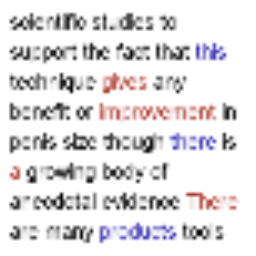 scientific studies to
support the fact that this
technique gives any
benefit or improvement in
penis size though there is
a growing body of
anecdotal evidence There
are many products tools